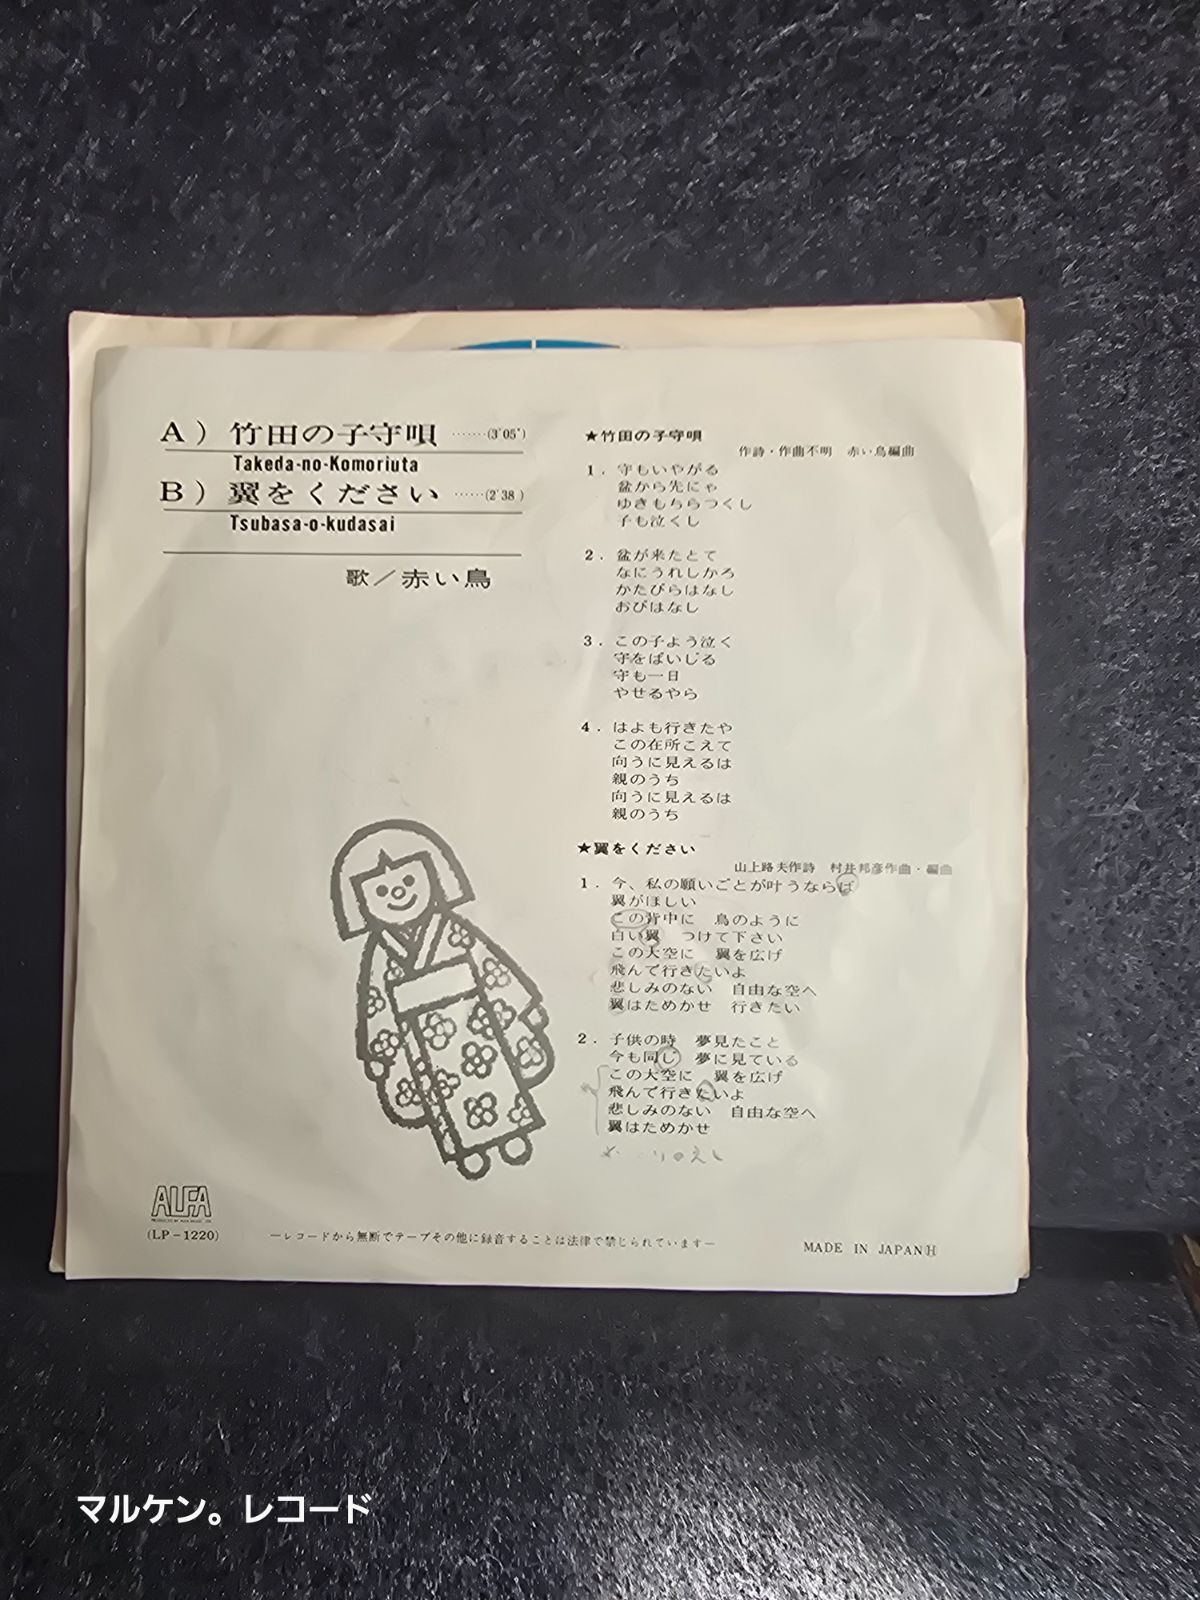 A) 竹田の子守唄 ……(3'05")
Takeda-no-Komoriuta
B) 翼をください ……(2'38)
Tsubasa-o-kudasai
歌／赤い鳥
★竹田の子守唄
作詩・作曲不明 赤い鳥編曲
1. 守もいやがる
盆から先にゃ
ゆきもちらつくし
子も泣くし
2. 盆が来たとて
なにうれしかろ
かたびらはなし
おびはなし
3. この子よう泣く
守をばいじる
守も一日
やせるやら
4. はよも行きたや
この在所こえて
向うに見えるは
親のうち
向うに見えるは
親のうち
★翼をください
山上路夫作詩 村井邦彦作曲・編曲
1. 今、私の願いごとが叶うならば
翼がほしい
この背中に 鳥のように
白い翼 つけて下さい
この大空に 翼を広げ
飛んで行きたいよ
悲しみのない 自由な空へ
翼はためかせ 行きたい
2. 子供の時 夢見たこと
今も同じ 夢に見ている
この大空に 翼を広げ
飛んで行きたいよ
悲しみのない 自由な空へ
翼はためかせ
ALFA
(LP-1220)
―レコードから無断でテープその他に録音することは法律で禁じられています―
MADE IN JAPAN Ⓗ
マルケン。レコード